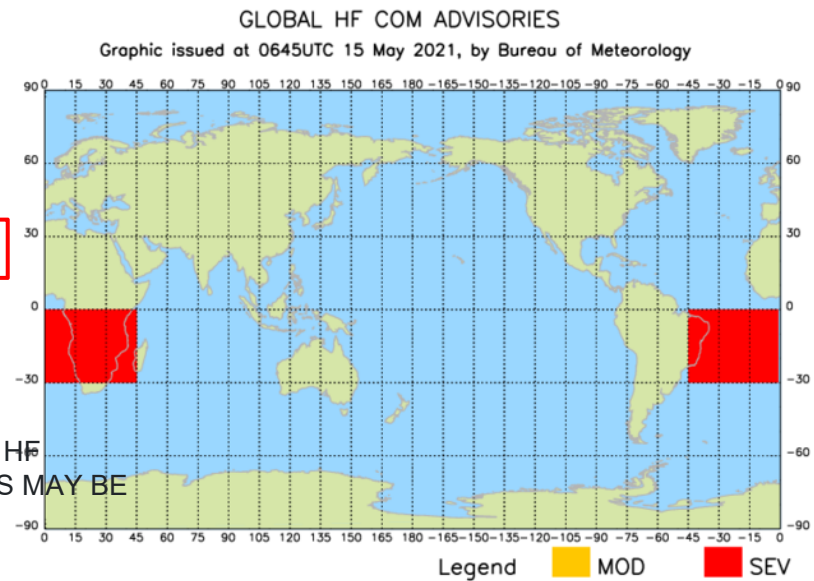 GLOBAL HF COM ADVISORIES
Graphic issued at 0645UTC 15 May 2021, by Bureau of Meteorology
0 15 30 45 60 75 90 105 120 135 150 165 180 -165 -150 -135 -120 -105 -90 -75 -60 -45 -30 -15 0
90 90
60 60
30 30
0 0
-30 -30
HF -60 -60
S MAY BE
-90 -90
0 15 30 45 60 75 90 105 120 135 150 165 180 -165 -150 -135 -120 -105 -90 -75 -60 -45 -30 -15 0
Legend MOD SEV